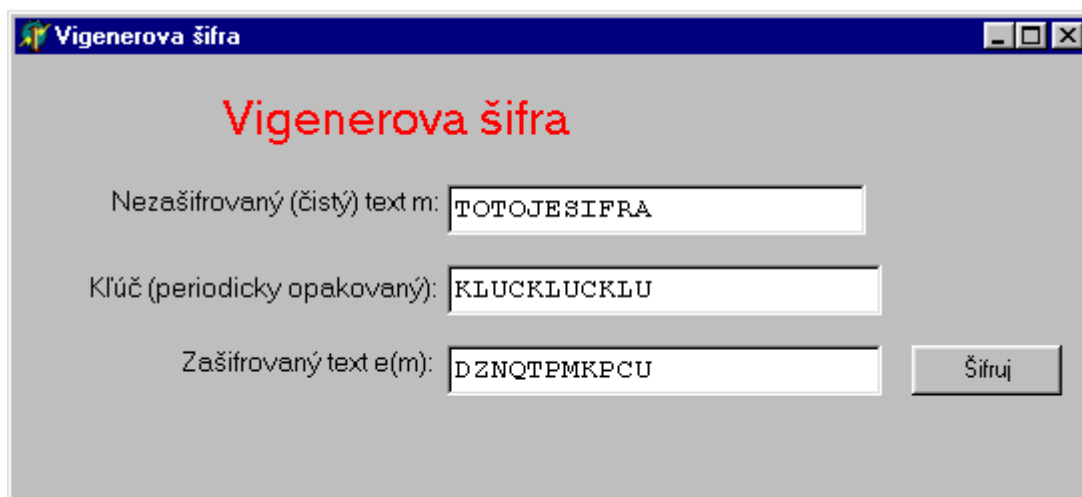 Vigenerova šifra
Vigenerova šifra
Nezašifrovaný (čistý) text m: TOTOJESIFRA
Kľúč (periodicky opakovaný): KLUCKLUCKLU
Zašifrovaný text e(m): DZNQTPMKPCU Šifruj